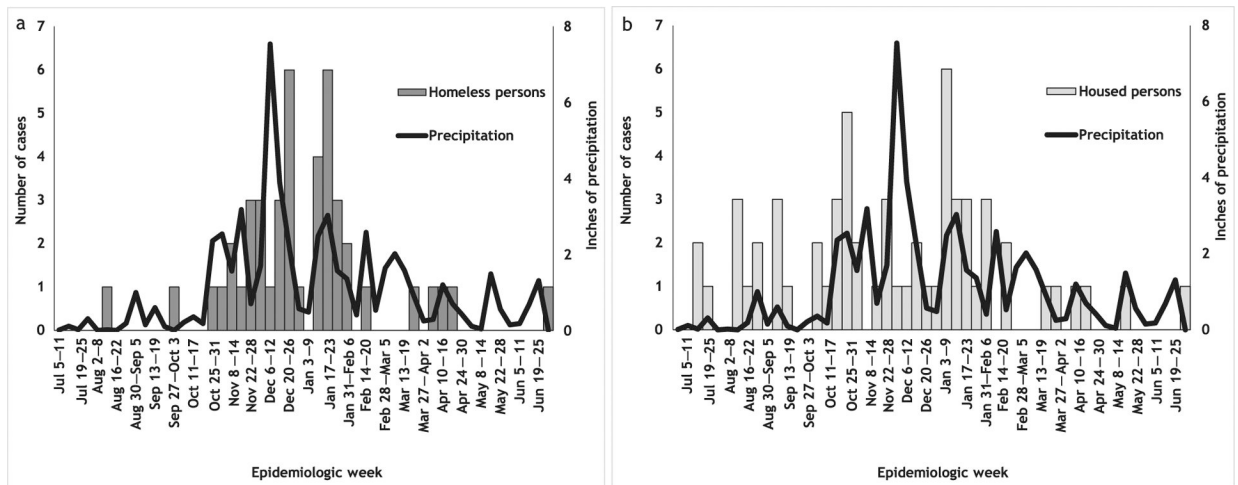 a
7
6
5
4
3
2
1
0
Number of cases
8
6
4
2
0
Inches of precipitation
Homeless persons
Precipitation
Jul 5–11
Jul 19–25
Aug 2–8
Aug 16–22
Aug 30–Sep 5
Sep 13–19
Sep 27–Oct 3
Oct 11–17
Oct 25–31
Nov 8–14
Nov 22–28
Dec 6–12
Dec 20–26
Jan 3–9
Jan 17–23
Jan 31–Feb 6
Feb 14–20
Feb 28–Mar 5
Mar 13–19
Mar 27–Apr 2
Apr 10–16
Apr 24–30
May 8–14
May 22–28
Jun 5–11
Jun 19–25
Epidemiologic week
b
7
6
5
4
3
2
1
0
Number of cases
8
6
4
2
0
Inches of precipitation
Housed persons
Precipitation
Jul 5–11
Jul 19–25
Aug 2–8
Aug 16–22
Aug 30–Sep 5
Sep 13–19
Sep 27–Oct 3
Oct 11–17
Oct 25–31
Nov 8–14
Nov 22–28
Dec 6–12
Dec 20–26
Jan 3–9
Jan 17–23
Jan 31–Feb 6
Feb 14–20
Feb 28–Mar 5
Mar 13–19
Mar 27–Apr 2
Apr 10–16
Apr 24–30
May 8–14
May 22–28
Jun 5–11
Jun 19–25
Epidemiologic week